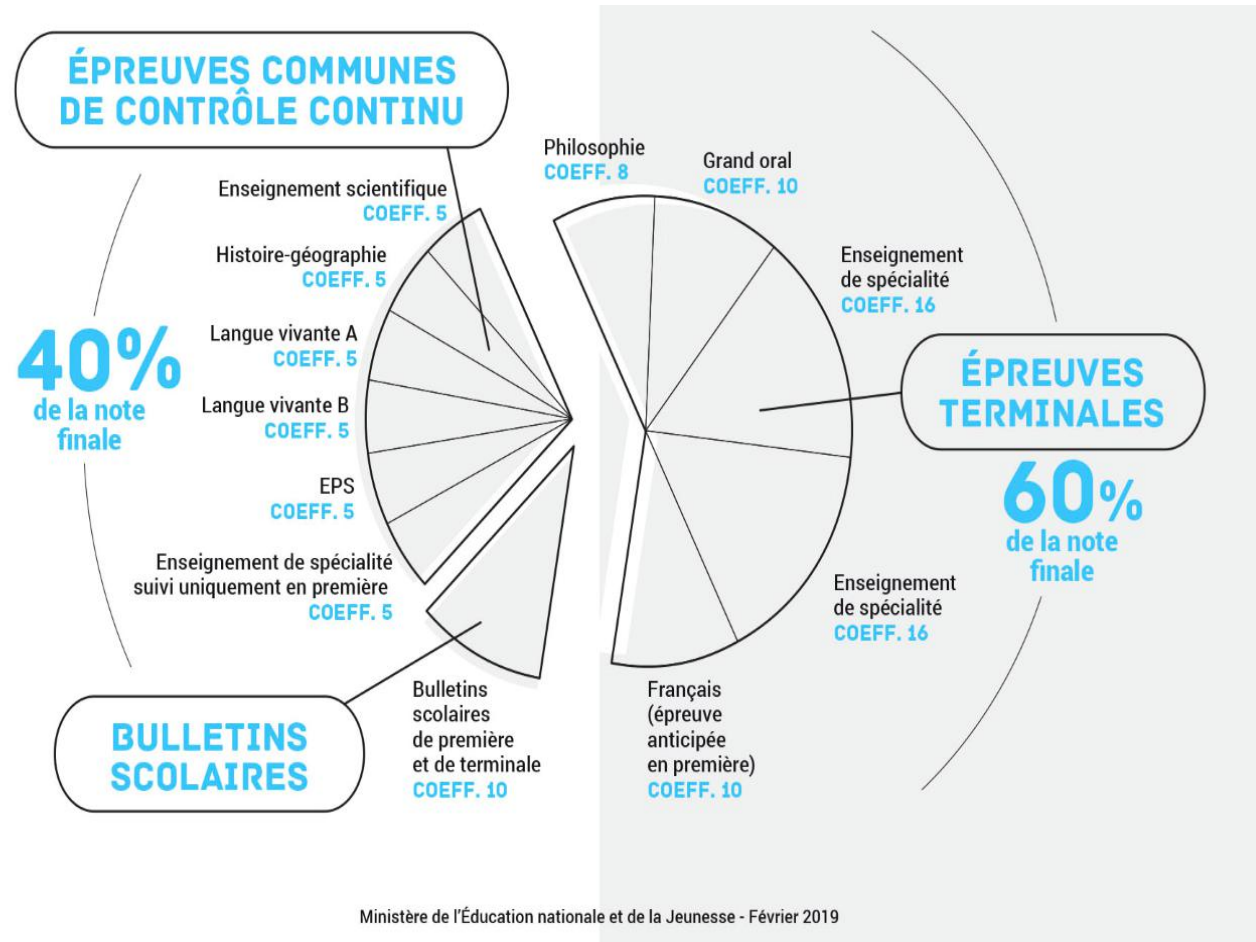 ÉPREUVES COMMUNES
DE CONTRÔLE CONTINU
Enseignement scientifique
COEFF. 5
Histoire-géographie
COEFF. 5
Langue vivante A
COEFF. 5
Langue vivante B
COEFF. 5
EPS
COEFF. 5
Enseignement de spécialité
suivi uniquement en première
COEFF. 5
40%
de la note
finale
BULLETINS
SCOLAIRES
Bulletins
scolaires
de première
et de terminale
COEFF. 10
Philosophie
COEFF. 8
Grand oral
COEFF. 10
Enseignement
de spécialité
COEFF. 16
ÉPREUVES
TERMINALES
60%
de la note
finale
Enseignement
de spécialité
COEFF. 16
Français
(épreuve
anticipée
en première)
COEFF. 10
Ministère de l'Éducation nationale et de la Jeunesse - Février 2019